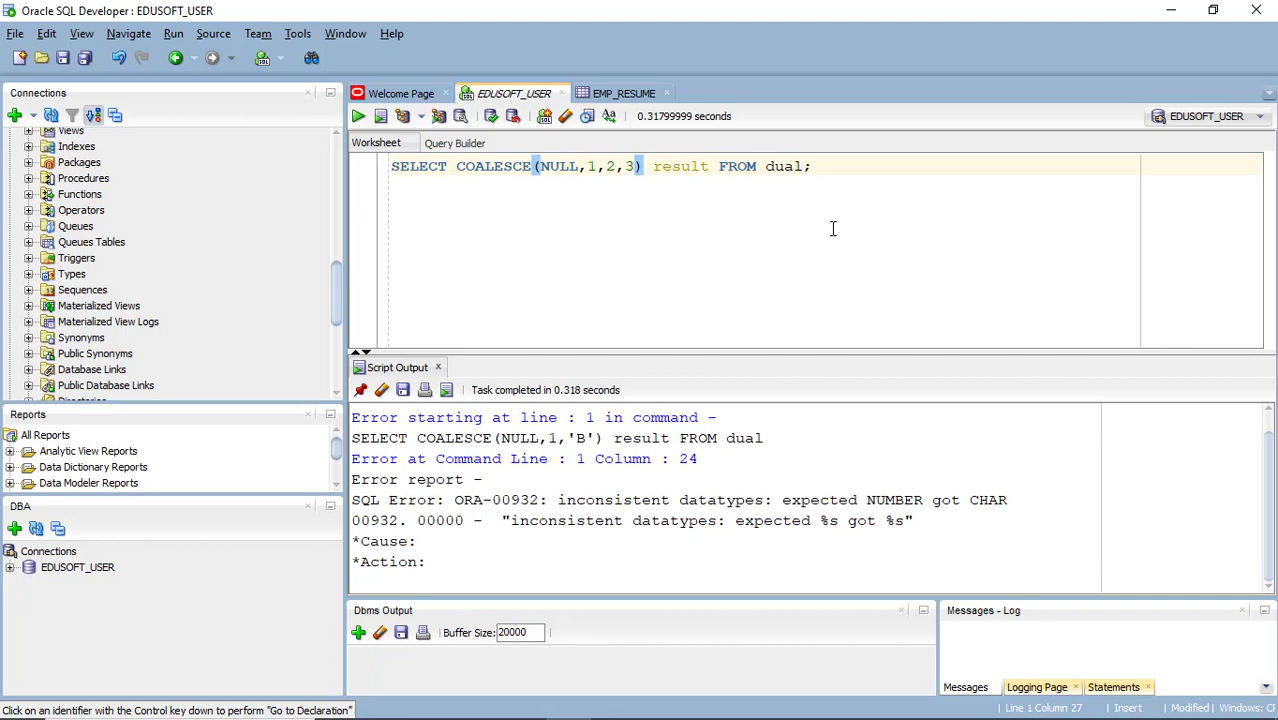 Oracle SQL Developer : EDUSOFT_USER
File Edit View Navigate Run Source Team Tools Window Help
Connections
Views
Indexes
Packages
Procedures
Functions
Operators
Queues
Queues Tables
Triggers
Types
Sequences
Materialized Views
Materialized View Logs
Synonyms
Public Synonyms
Database Links
Public Database Links
Directories
Reports
All Reports
Analytic View Reports
Data Dictionary Reports
Data Modeler Reports
DBA
Connections
EDUSOFT_USER
Welcome Page EDUSOFT_USER EMP_RESUME
0.31799999 seconds EDUSOFT_USER
Worksheet Query Builder
SELECT COALESCE(NULL,1,2,3) result FROM dual;
Script Output
Task completed in 0.318 seconds
Error starting at line : 1 in command -
SELECT COALESCE(NULL,1,'B') result FROM dual
Error at Command Line : 1 Column : 24
Error report -
SQL Error: ORA-00932: inconsistent datatypes: expected NUMBER got CHAR
00932. 00000 -  "inconsistent datatypes: expected %s got %s"
*Cause:
*Action:
Dbms Output
Buffer Size: 20000
Messages - Log
Messages Logging Page Statements
Click on an identifier with the Control key down to perform "Go to Declaration"
Line 1 Column 27 Insert Modified Windows: CF